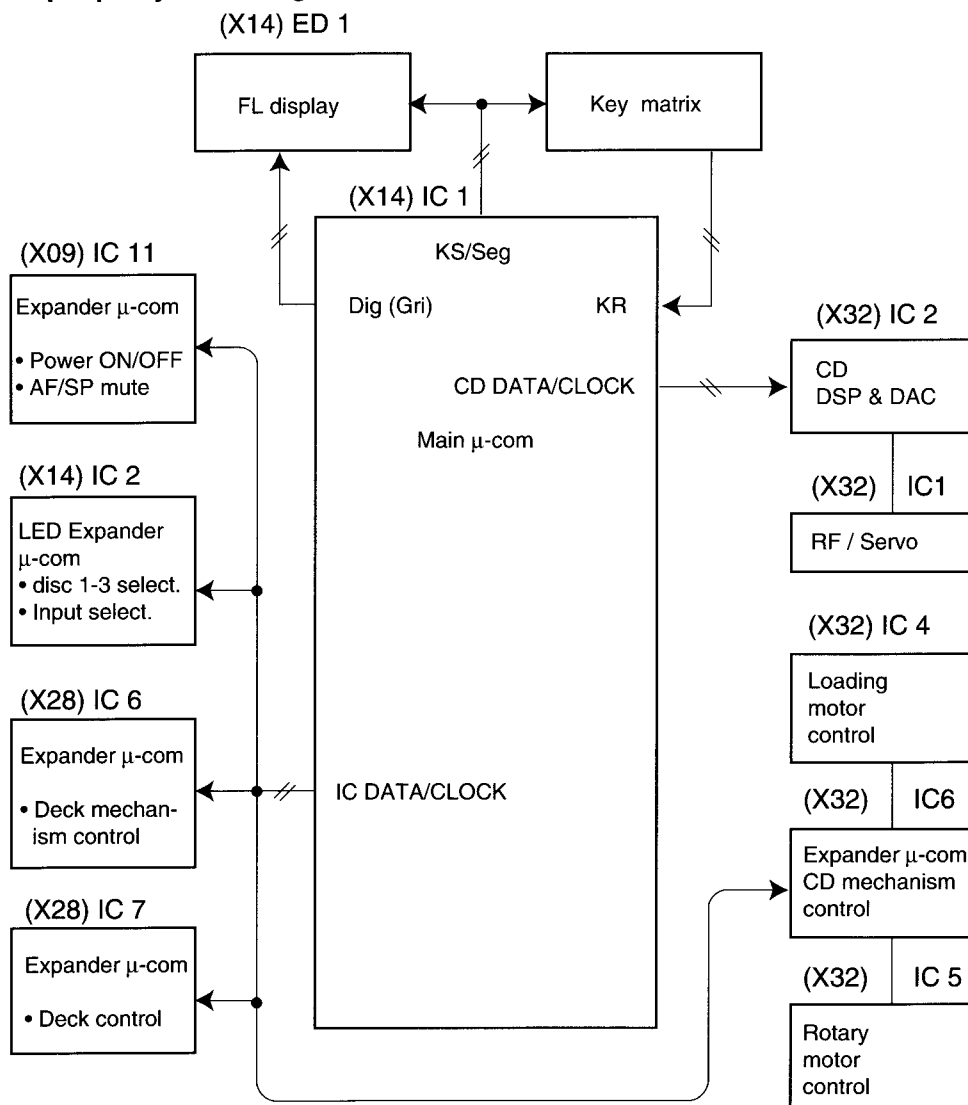 (X14) ED 1
FL display
Key matrix
(X14) IC 1
KS/Seg
Dig (Gri)
KR
CD DATA/CLOCK
Main μ-com
IC DATA/CLOCK
(X09) IC 11
Expander μ-com
• Power ON/OFF
• AF/SP mute
(X14) IC 2
LED Expander
μ-com
• disc 1-3 select.
• Input select.
(X28) IC 6
Expander μ-com
• Deck mechan-
ism control
(X28) IC 7
Expander μ-com
• Deck control
(X32) IC 2
CD
DSP & DAC
(X32) IC1
RF / Servo
(X32) IC 4
Loading
motor
control
(X32) IC6
Expander μ-com
CD mechanism
control
(X32) IC 5
Rotary
motor
control